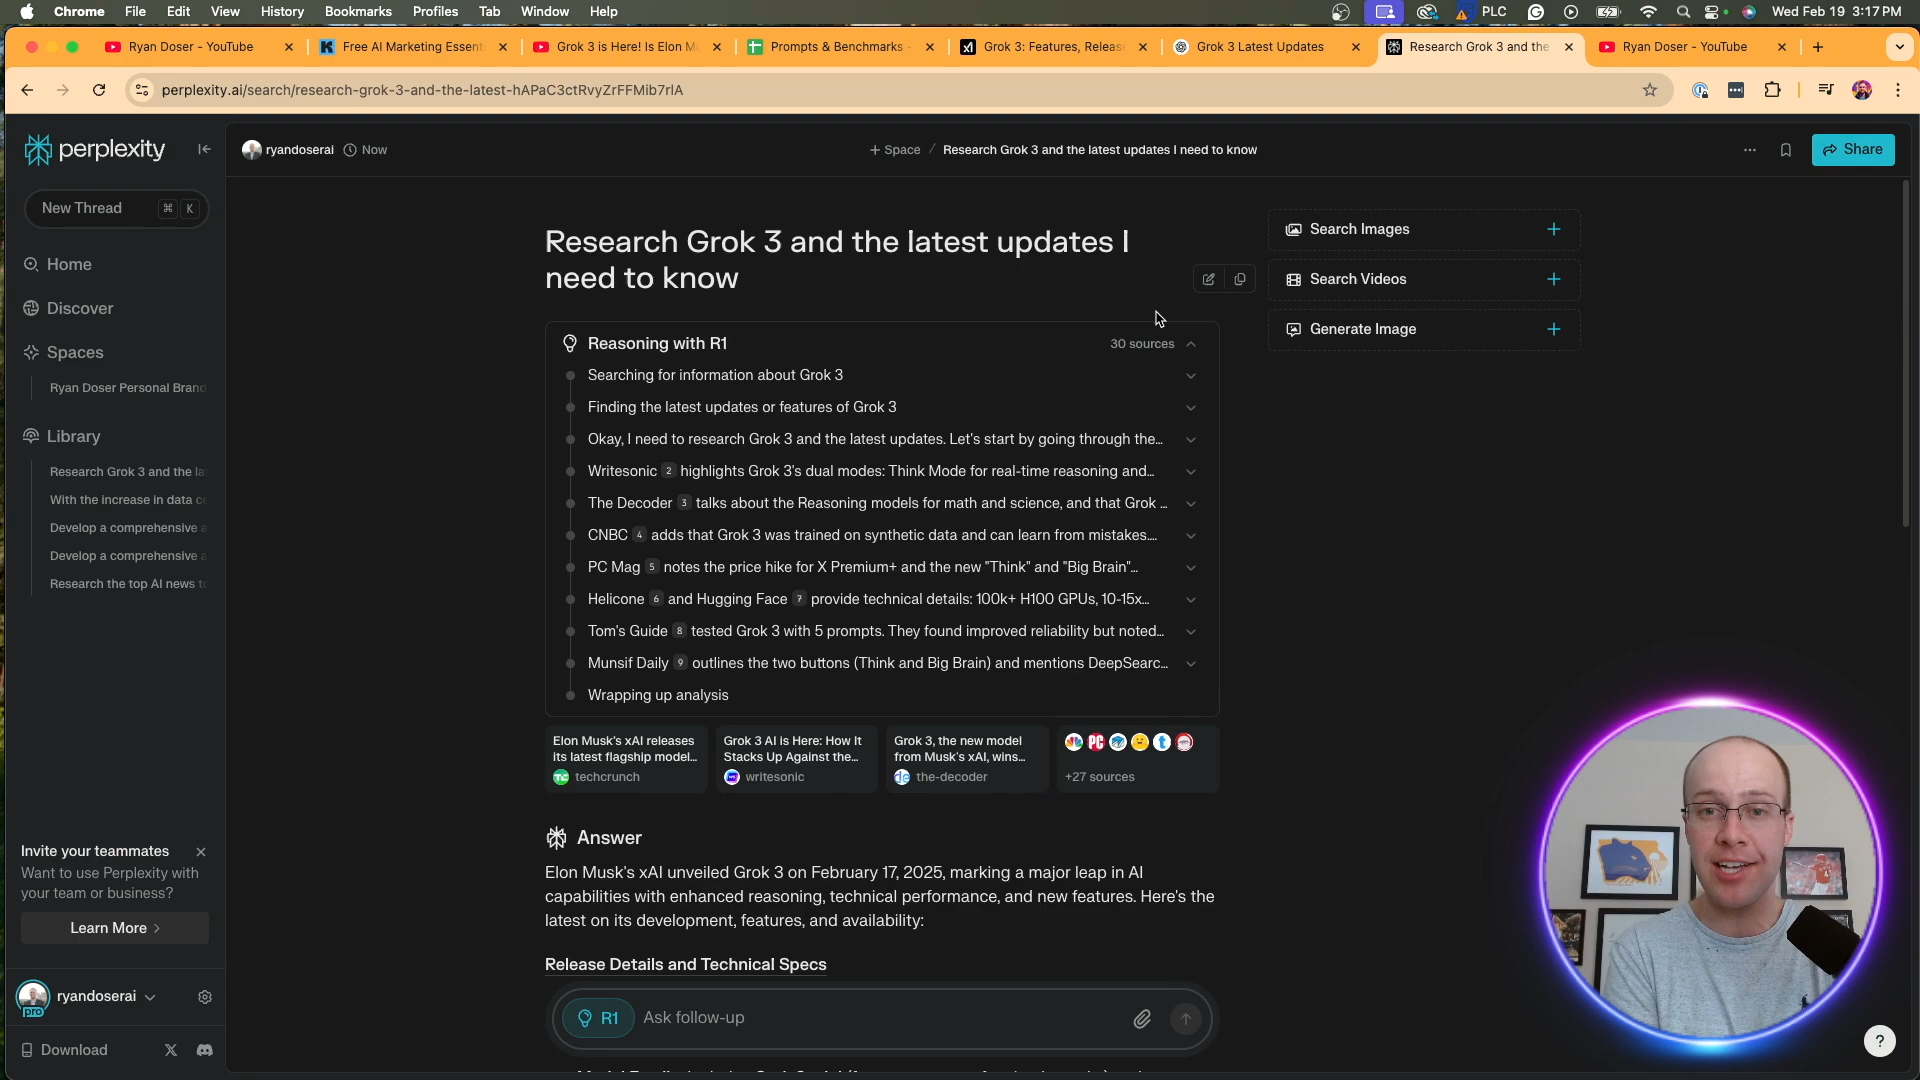 Chrome File Edit View History Bookmarks Profiles Tab Window Help
PLC
Wed Feb 19 3:17 PM
Ryan Doser - YouTube
Free AI Marketing Essent
Grok 3 is Here! Is Elon M
Prompts & Benchmarks -
Grok 3: Features, Releas
Grok 3 Latest Updates
Research Grok 3 and the
Ryan Doser - YouTube
perplexity.ai/search/research-grok-3-and-the-latest-hAPaC3ctRvyZrFFMib7rIA
perplexity
New Thread ⌘ K
Home
Discover
Spaces
Ryan Doser Personal Brand
Library
Research Grok 3 and the la
With the increase in data ce
Develop a comprehensive a
Develop a comprehensive a
Research the top AI news to
Invite your teammates
Want to use Perplexity with
your team or business?
Learn More
pro
ryandoserai
Download
ryandoserai Now
+ Space / Research Grok 3 and the latest updates I need to know
Share
Research Grok 3 and the latest updates I
need to know
Reasoning with R1 30 sources
Searching for information about Grok 3
Finding the latest updates or features of Grok 3
Okay, I need to research Grok 3 and the latest updates. Let's start by going through the...
Writesonic 2 highlights Grok 3's dual modes: Think Mode for real-time reasoning and...
The Decoder 3 talks about the Reasoning models for math and science, and that Grok ...
CNBC 4 adds that Grok 3 was trained on synthetic data and can learn from mistakes....
PC Mag 5 notes the price hike for X Premium+ and the new "Think" and "Big Brain"...
Helicone 6 and Hugging Face 7 provide technical details: 100k+ H100 GPUs, 10-15x...
Tom's Guide 8 tested Grok 3 with 5 prompts. They found improved reliability but noted...
Munsif Daily 9 outlines the two buttons (Think and Big Brain) and mentions DeepSearc...
Wrapping up analysis
Elon Musk's xAI releases
its latest flagship model...
techcrunch
Grok 3 AI is Here: How It
Stacks Up Against the...
writesonic
Grok 3, the new model
from Musk's xAI, wins...
the-decoder
+27 sources
Answer
Elon Musk's xAI unveiled Grok 3 on February 17, 2025, marking a major leap in AI
capabilities with enhanced reasoning, technical performance, and new features. Here's the
latest on its development, features, and availability:
Release Details and Technical Specs
R1 Ask follow-up
Search Images
Search Videos
Generate Image
?